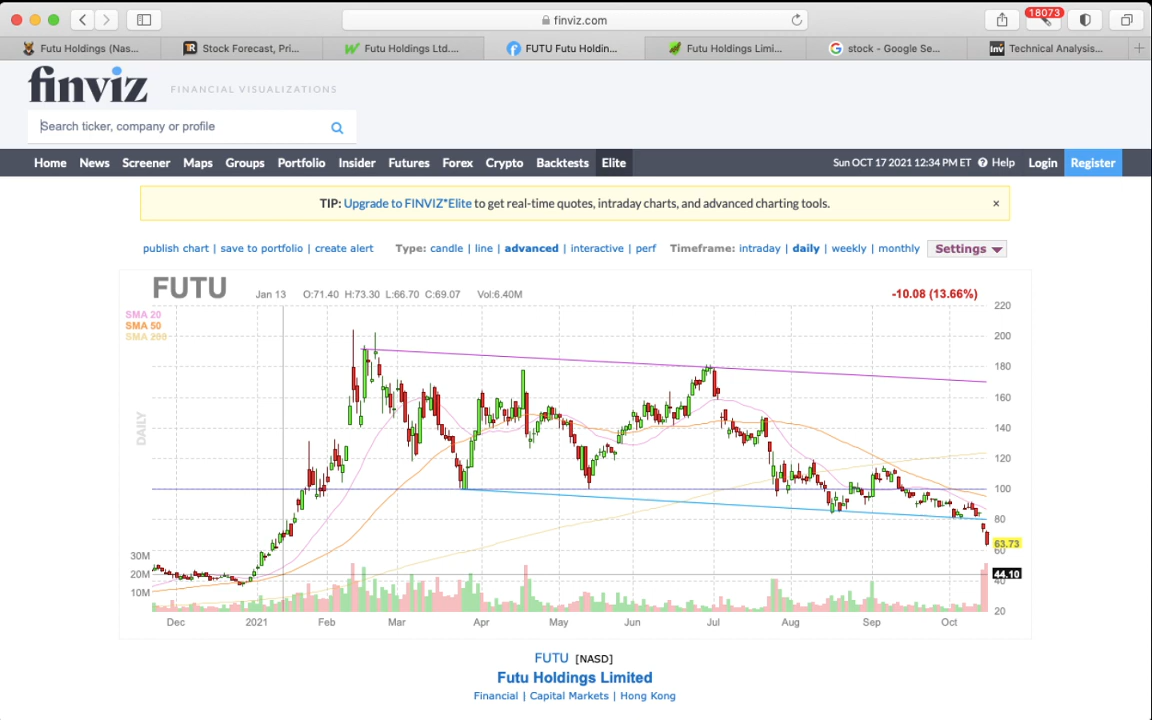 finviz.com
18073
Futu Holdings (Nas...
Stock Forecast, Pri...
Futu Holdings Ltd....
FUTU Futu Holdin...
Futu Holdings Limi...
stock - Google Se...
Inv Technical Analysis...
finviz FINANCIAL VISUALIZATIONS
Search ticker, company or profile
Home News Screener Maps Groups Portfolio Insider Futures Forex Crypto Backtests Elite Sun OCT 17 2021 12:34 PM ET Help Login Register
TIP: Upgrade to FINVIZ*Elite to get real-time quotes, intraday charts, and advanced charting tools. ×
publish chart | save to portfolio | create alert Type: candle | line | advanced | interactive | perf Timeframe: intraday | daily | weekly | monthly Settings
FUTU Jan 13 O:71.40 H:73.30 L:66.70 C:69.07 Vol:6.40M -10.08 (13.66%)
SMA 20
SMA 50
SMA 200
DAILY
220
200
180
160
140
120
100
80
63.73
60
44.10
40
20
30M
20M
10M
Dec 2021 Feb Mar Apr May Jun Jul Aug Sep Oct
FUTU [NASD]
Futu Holdings Limited
Financial | Capital Markets | Hong Kong